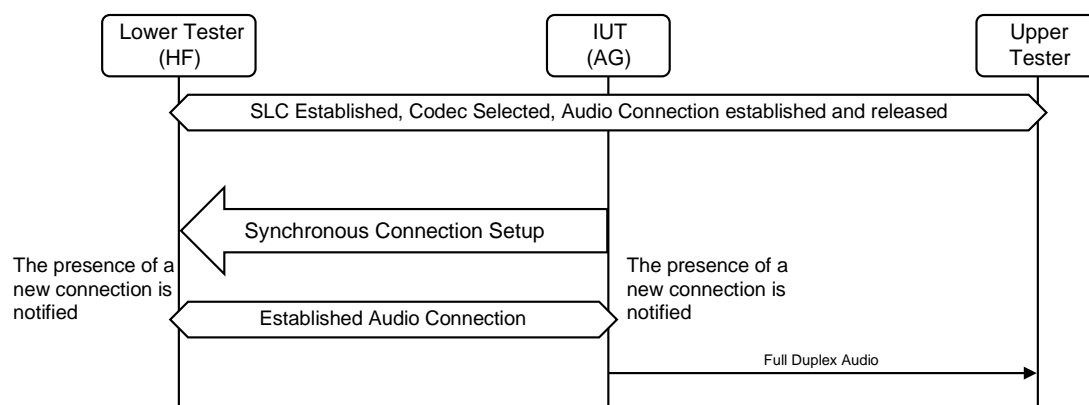 Lower Tester
(HF)
IUT
(AG)
Upper
Tester
SLC Established, Codec Selected, Audio Connection established and released
Synchronous Connection Setup
The presence of a
new connection is
notified
The presence of a
new connection is
notified
Established Audio Connection
Full Duplex Audio